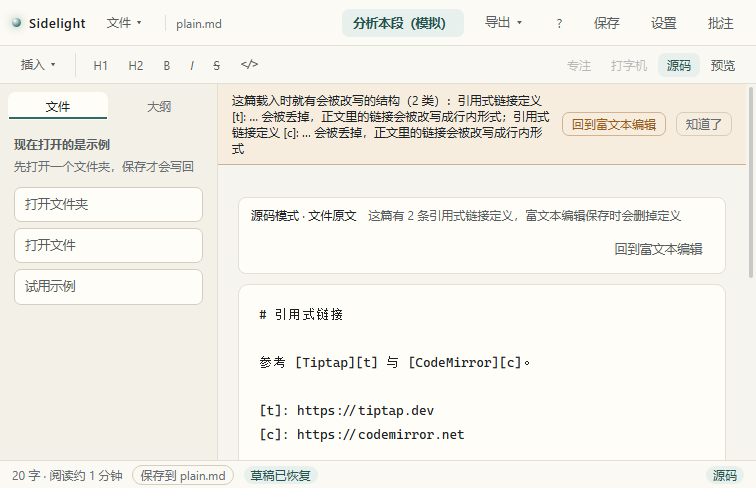 Sidelight 文件 plain.md 分析本段（模拟） 导出 ? 保存 设置 批注
插入 H1 H2 B I S </> 专注 打字机 源码 预览
文件 大纲
现在打开的是示例
先打开一个文件夹，保存才会写回
打开文件夹
打开文件
试用示例
这篇载入时就有会被改写的结构（2 类）：引用式链接定义
[t]: … 会被丢掉，正文里的链接会被改写成行内形式；引用式
链接定义 [c]: … 会被丢掉，正文里的链接会被改写成行内形
式
回到富文本编辑 知道了
源码模式 · 文件原文 这篇有 2 条引用式链接定义，富文本编辑保存时会删掉定义
回到富文本编辑
# 引用式链接
参考 [Tiptap][t] 与 [CodeMirror][c]。
[t]: https://tiptap.dev
[c]: https://codemirror.net
20 字 · 阅读约 1 分钟 保存到 plain.md 草稿已恢复 源码